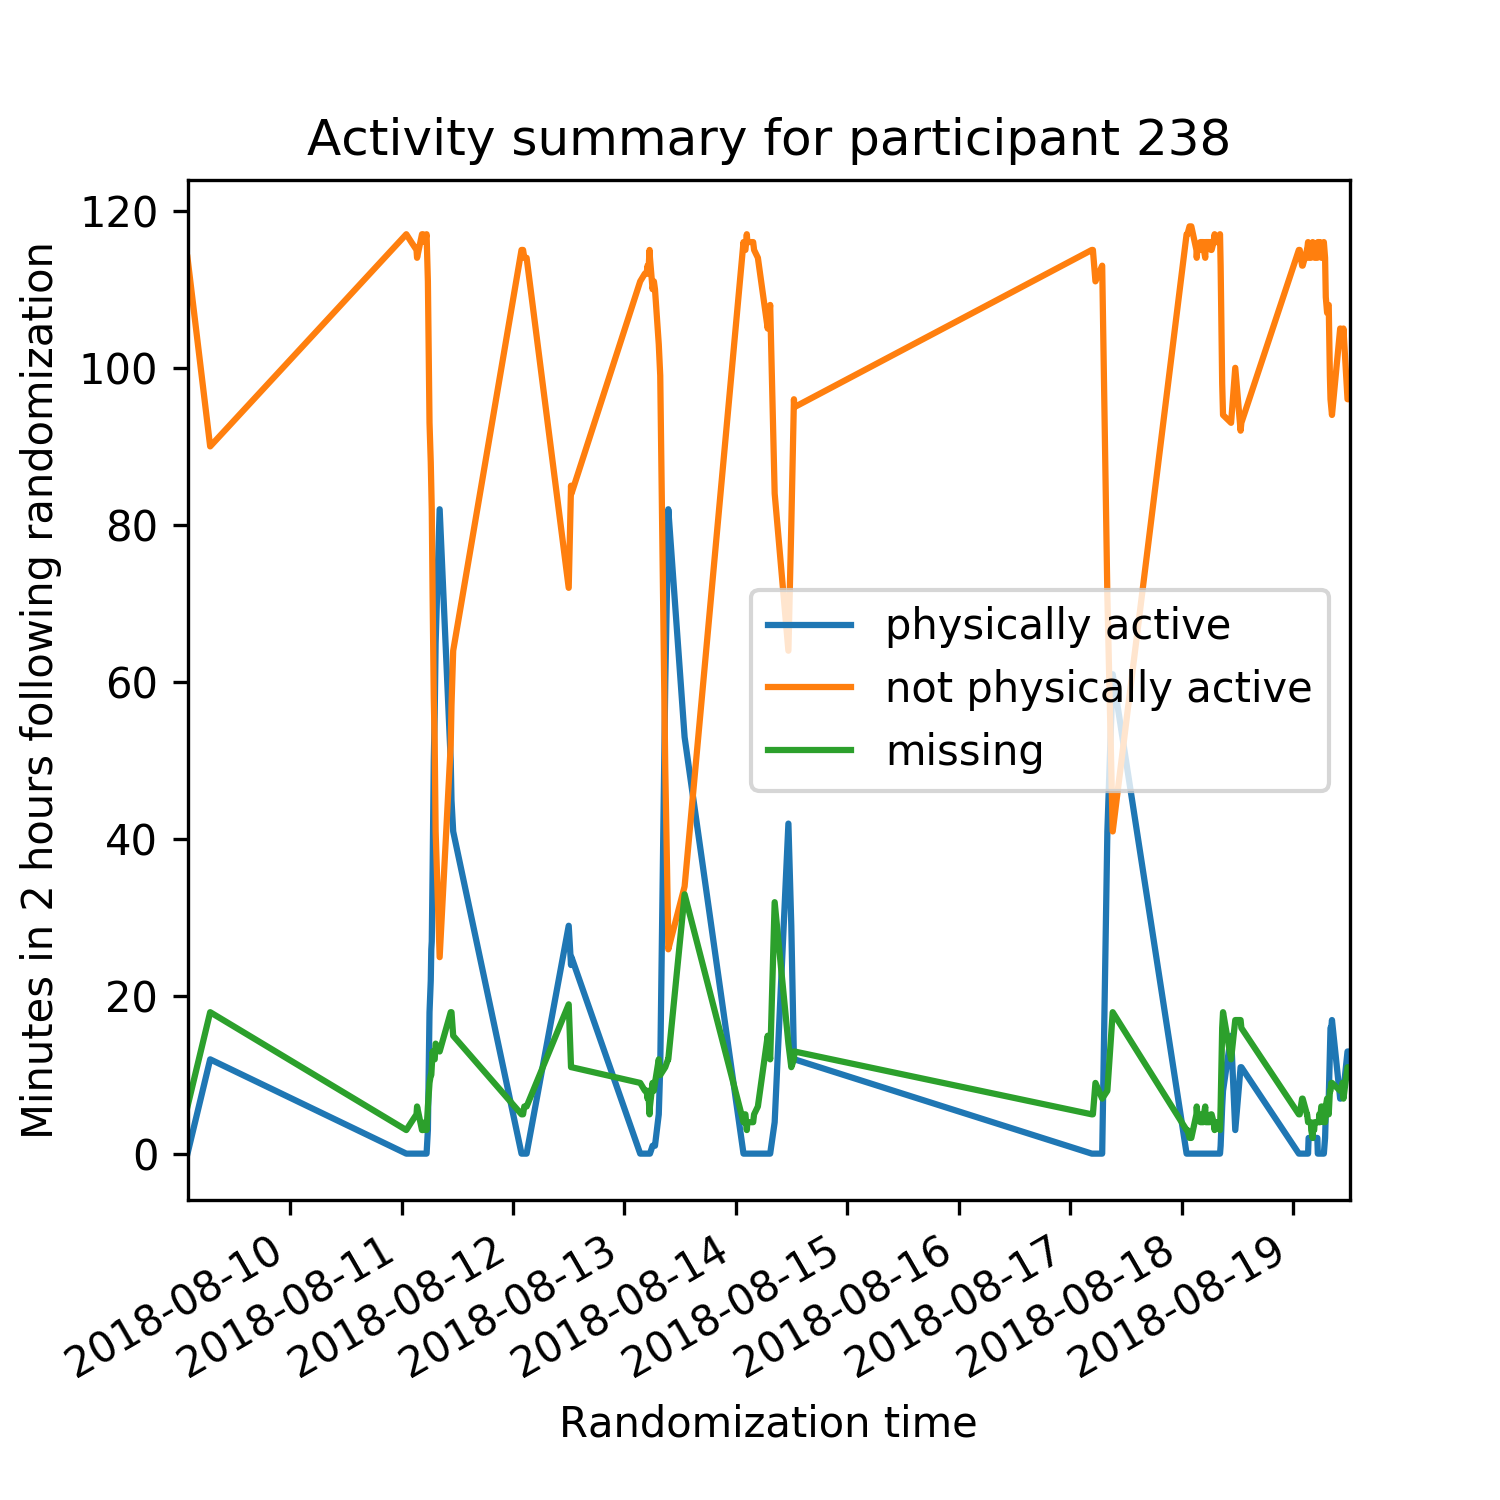 Activity summary for participant 238
Minutes in 2 hours following randomization
120
100
80
60
40
20
0
physically active
not physically active
missing
2018-08-10
2018-08-11
2018-08-12
2018-08-13
2018-08-14
2018-08-15
2018-08-16
2018-08-17
2018-08-18
2018-08-19
Randomization time